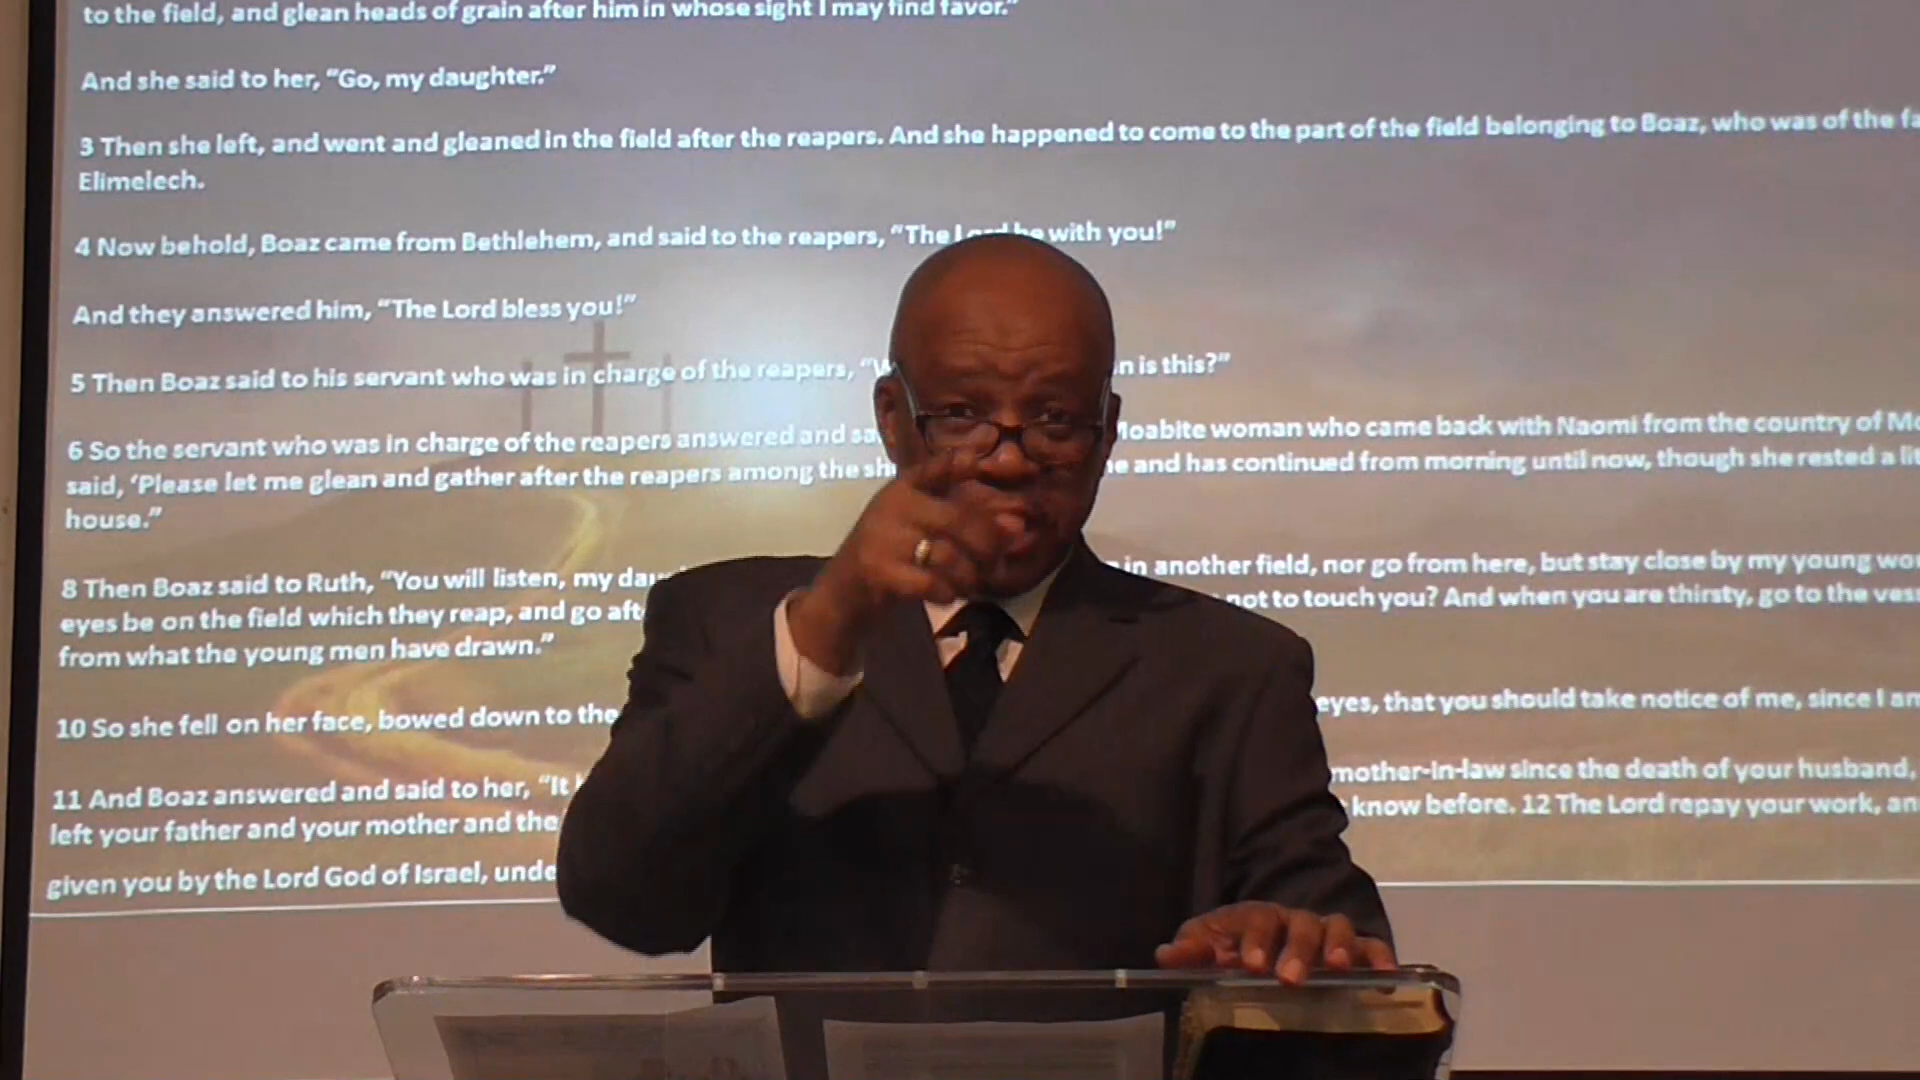 to the field, and glean heads of grain after him in whose sight I may find favor.”
And she said to her, “Go, my daughter.”
3 Then she left, and went and gleaned in the field after the reapers. And she happened to come to the part of the field belonging to Boaz, who was of the
Elimelech.
4 Now behold, Boaz came from Bethlehem, and said to the reapers, “The Lord be with you!”
And they answered him, “The Lord bless you!”
5 Then Boaz said to his servant who was in charge of the reapers, is this?”
6 So the servant who was in charge of the reapers answered and woman who came back with Naomi from the country of
said, ‘Please let me glean and gather after the reapers among the and has continued from morning until now, though she rested a
house.”
8 Then Boaz said to Ruth, “You will listen, my in another field, nor go from here, but stay close by my young
eyes be on the field which they reap, and go not to touch you? And when you are thirsty, go to the
from what the young men have drawn.”
10 So she fell on her face, bowed down to the eyes, that you should take notice of me, since I
11 And Boaz answered and said to her, “It mother-in-law since the death of your husband,
left your father and your mother and the know before. 12 The Lord repay your work,
given you by the Lord God of Israel,